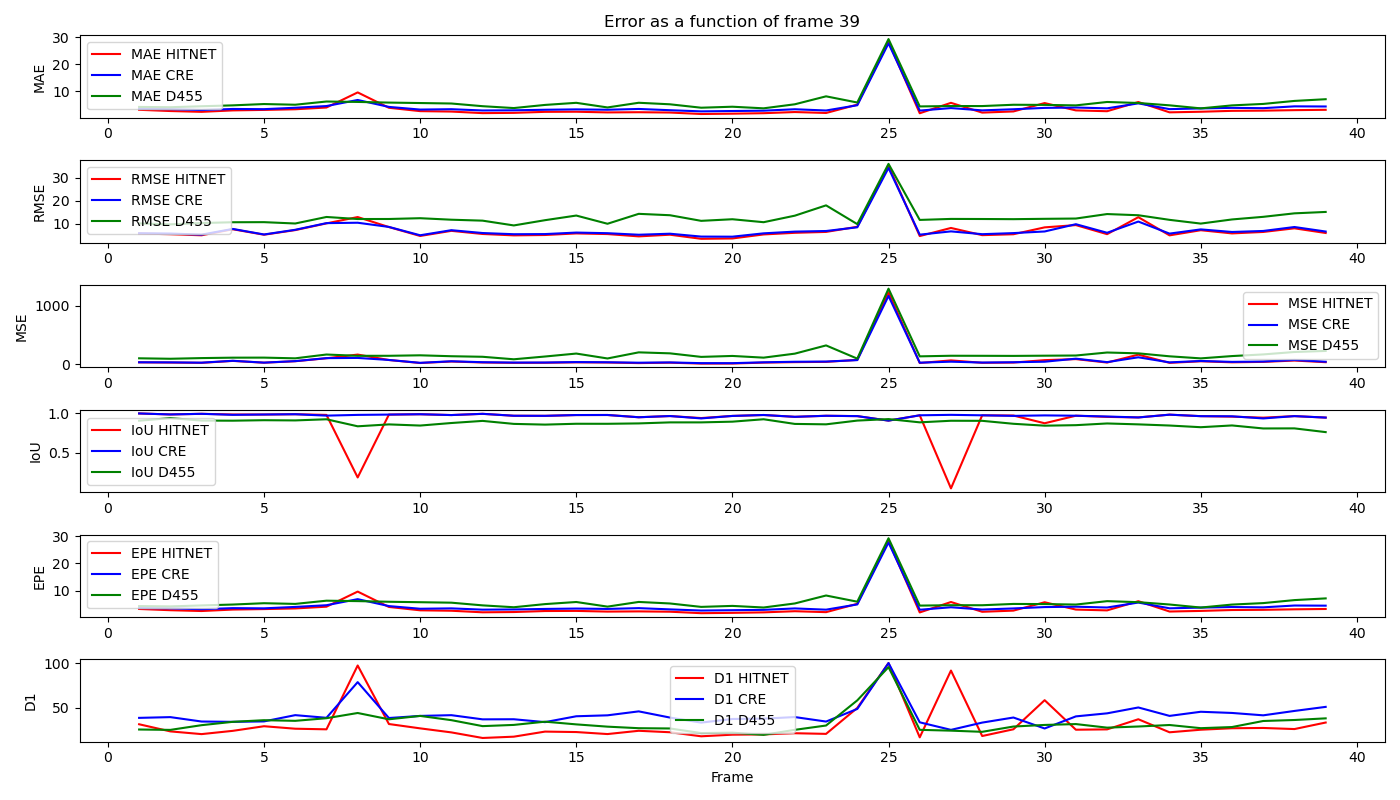 Error as a function of frame 39
MAE
30
20
10
MAE HITNET
MAE CRE
MAE D455
0 5 10 15 20 25 30 35 40
RMSE
30
20
10
RMSE HITNET
RMSE CRE
RMSE D455
0 5 10 15 20 25 30 35 40
MSE
1000
0
MSE HITNET
MSE CRE
MSE D455
0 5 10 15 20 25 30 35 40
IoU
1.0
0.5
IoU HITNET
IoU CRE
IoU D455
0 5 10 15 20 25 30 35 40
EPE
30
20
10
EPE HITNET
EPE CRE
EPE D455
0 5 10 15 20 25 30 35 40
D1
100
50
D1 HITNET
D1 CRE
D1 D455
0 5 10 15 20 25 30 35 40
Frame